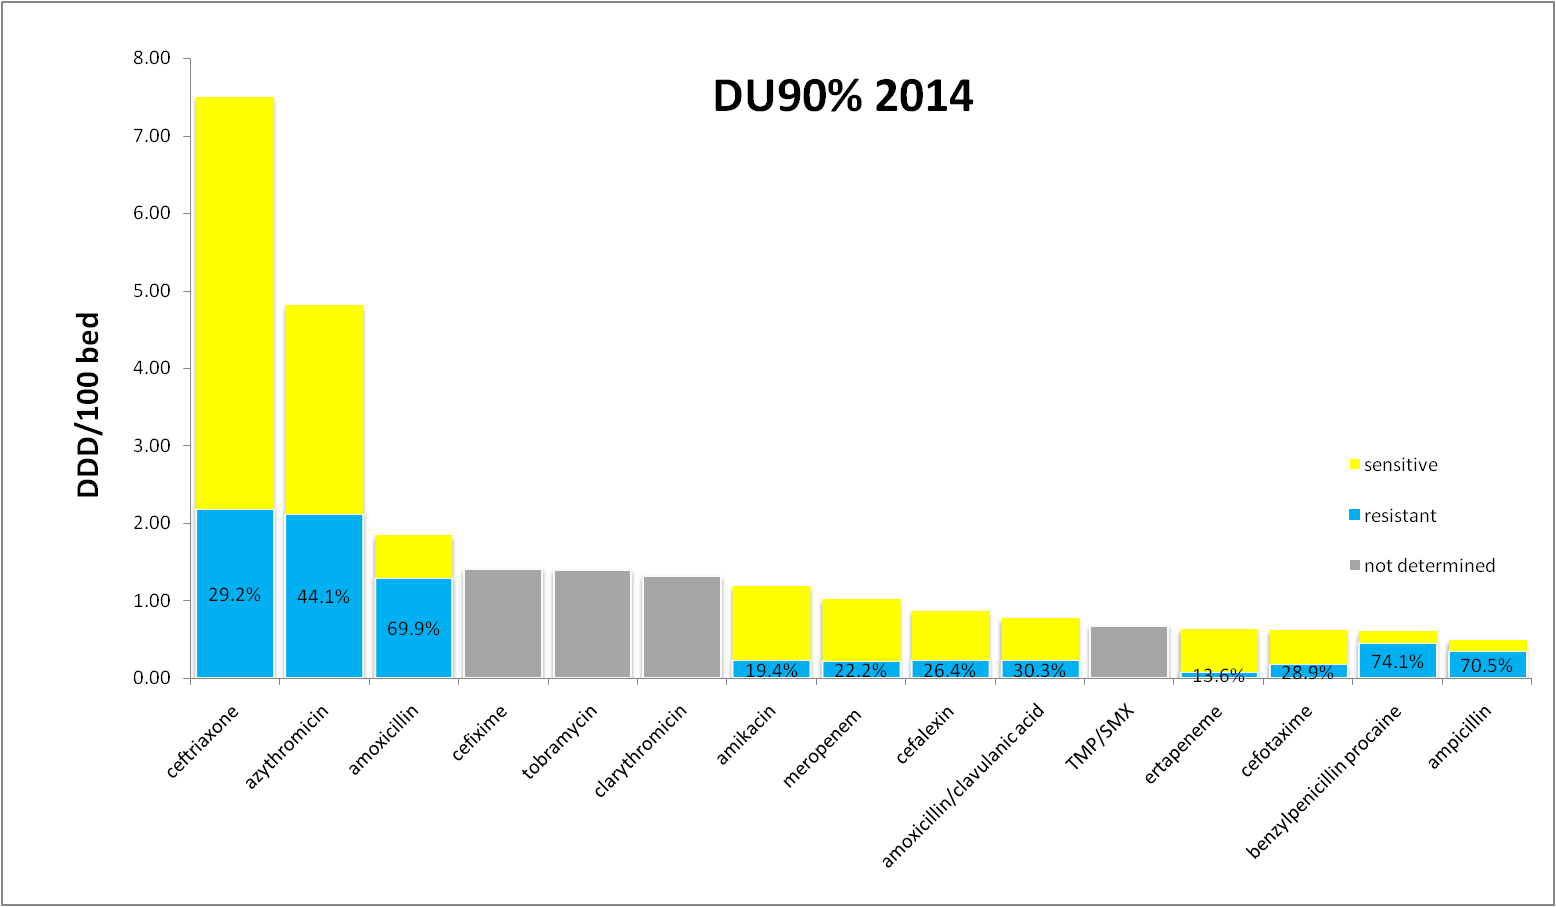 DU90% 2014
DDD/100 bed
8.00
7.00
6.00
5.00
4.00
3.00
2.00
1.00
0.00
29.2%
44.1%
69.9%
19.4%
22.2%
26.4%
30.3%
13.6%
28.9%
74.1%
70.5%
sensitive
resistant
not determined
ceftriaxone
azythromicin
amoxicillin
cefixime
tobramycin
clarythromicin
amikacin
meropenem
cefalexin
amoxicillin/clavulanic acid
TMP/SMX
ertapeneme
cefotaxime
benzylpenicillin procaine
ampicillin